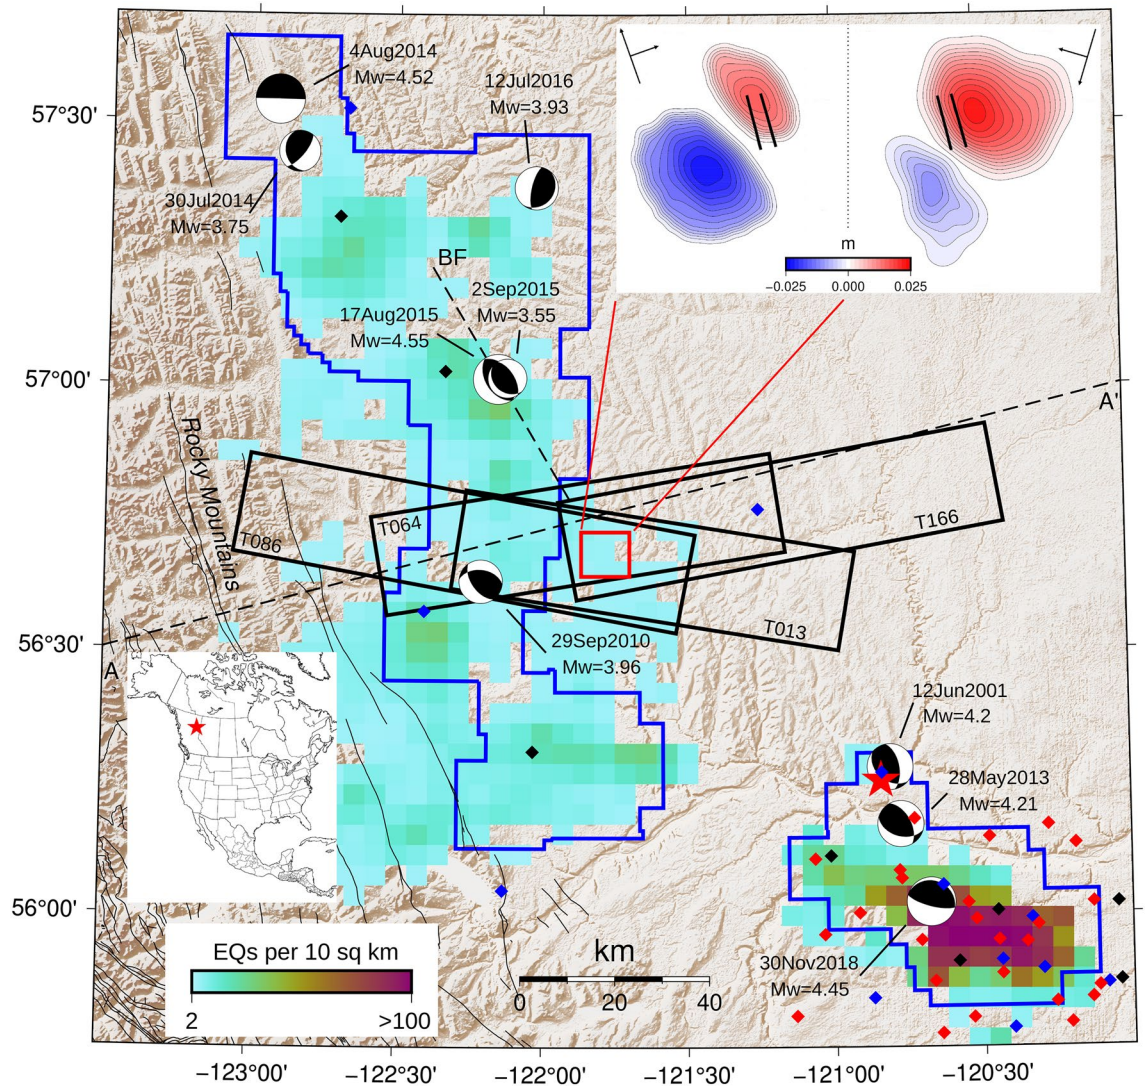 4Aug2014
Mw=4.52
12Jul2016
Mw=3.93
57°30'
30Jul2014
Mw=3.75
m
−0.025 0.000 0.025
BF
2Sep2015
Mw=3.55
17Aug2015
Mw=4.55
57°00'
A'
Rocky Mountains
T064
T166
T086
T013
56°30'
29Sep2010
Mw=3.96
A
12Jun2001
Mw=4.2
28May2013
Mw=4.21
56°00'
EQs per 10 sq km
2 >100
km
0 20 40
30Nov2018
Mw=4.45
−123°00' −122°30' −122°00' −121°30' −121°00' −120°30'